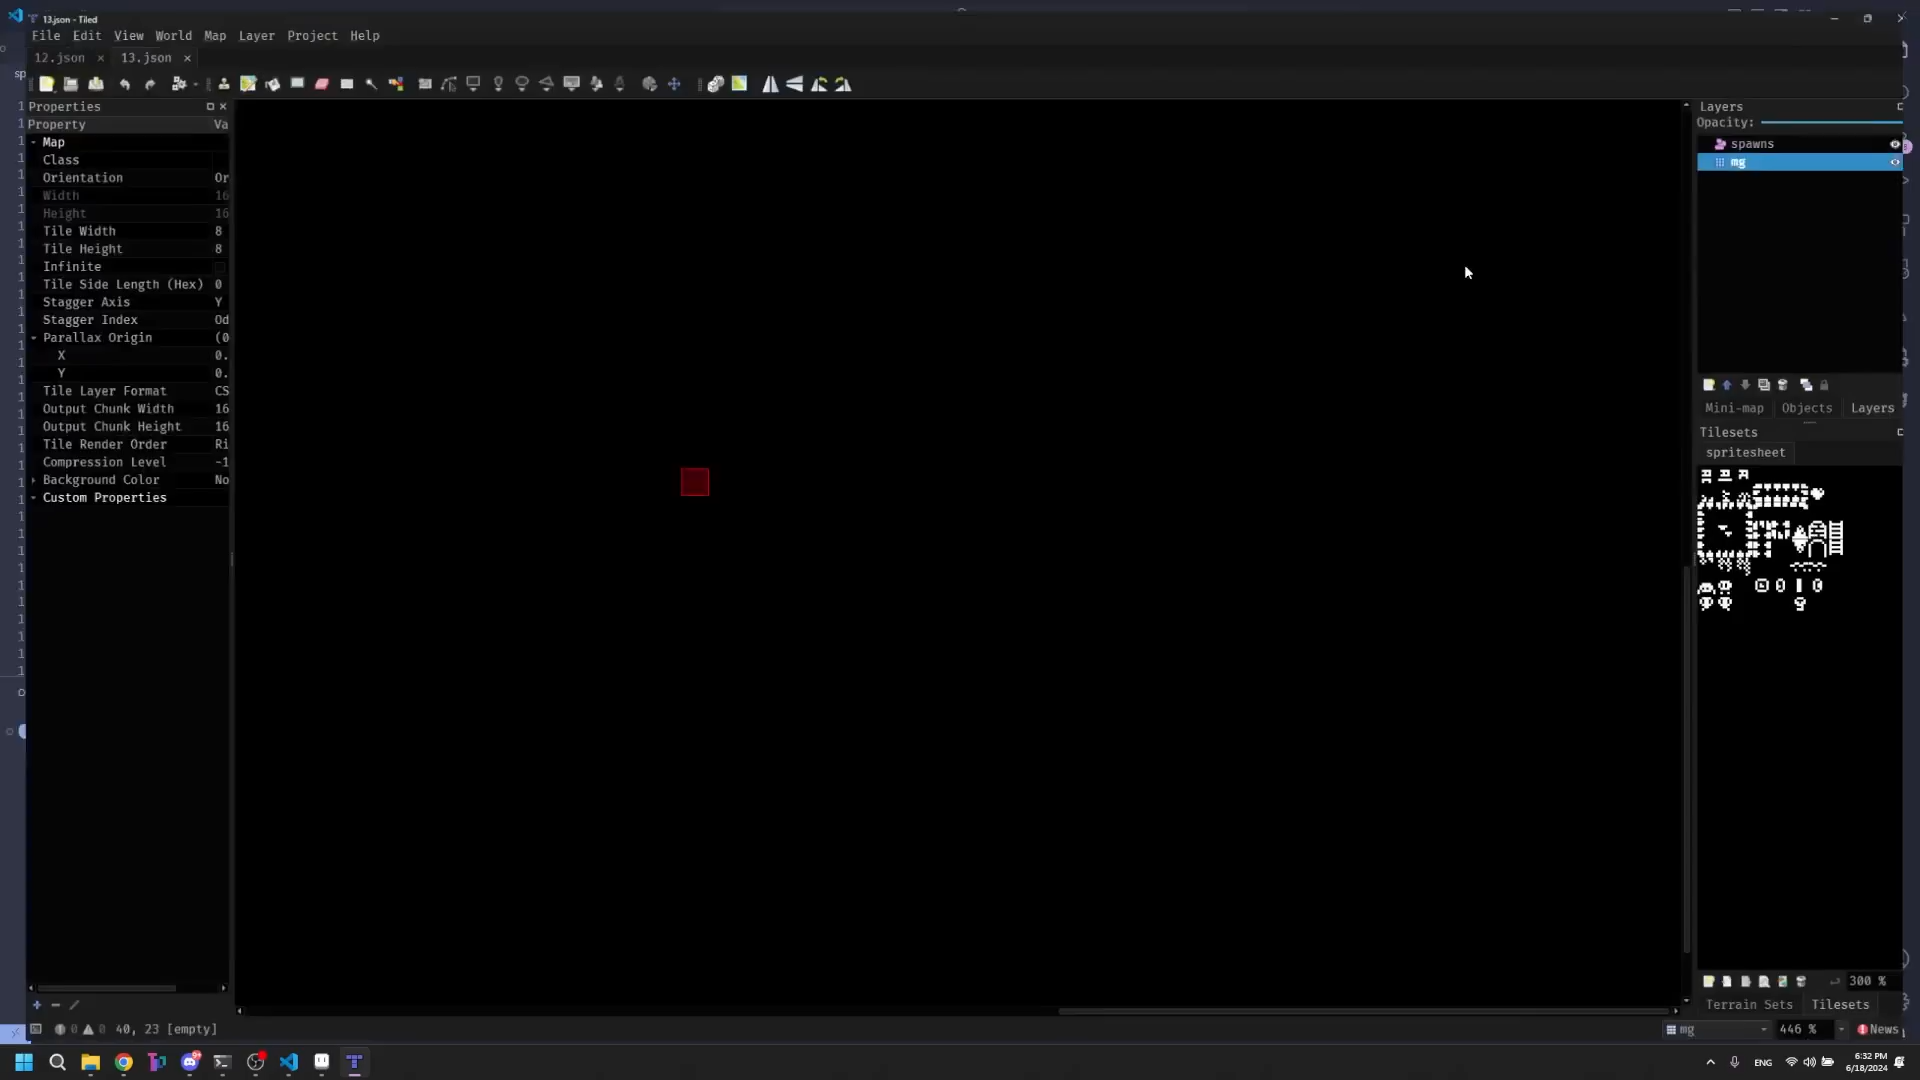 13.json - Tiled
File Edit View World Map Layer Project Help
12.json 13.json
Properties
Property Va
Map
Class
Orientation Or
Width 16
Height 16
Tile Width 8
Tile Height 8
Infinite
Tile Side Length (Hex) 0
Stagger Axis Y
Stagger Index Od
Parallax Origin (0
X 0.
Y 0.
Tile Layer Format CS
Output Chunk Width 16
Output Chunk Height 16
Tile Render Order Ri
Compression Level -1
Background Color No
Custom Properties
Layers
Opacity:
spawns
mg
Mini-map Objects Layers
Tilesets
spritesheet
300 %
Terrain Sets Tilesets
0 0 40, 23 [empty]
mg 446 % News
ENG
6:32 PM
6/18/2024